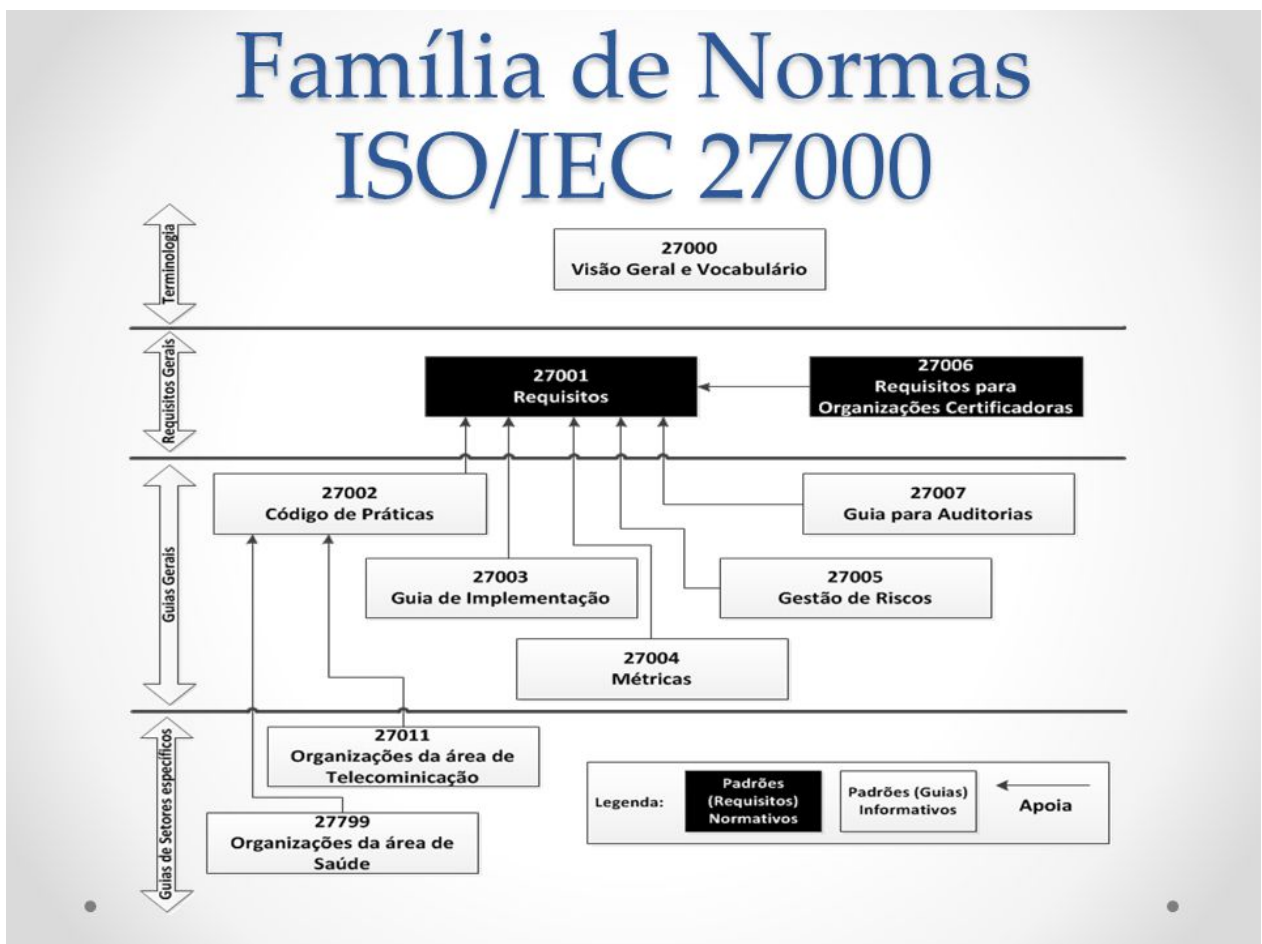 Família de Normas
ISO/IEC 27000
Terminologia
27000
Visão Geral e Vocabulário
Requisitos Gerais
27001
Requisitos
27006
Requisitos para
Organizações Certificadoras
Guias Gerais
27002
Código de Práticas
27007
Guia para Auditorias
27003
Guia de Implementação
27005
Gestão de Riscos
27004
Métricas
Guias de Setores específicos
27011
Organizações da área de
Telecominicação
27799
Organizações da área de
Saúde
Legenda:
Padrões
(Requisitos)
Normativos
Padrões (Guias)
Informativos
Apoia